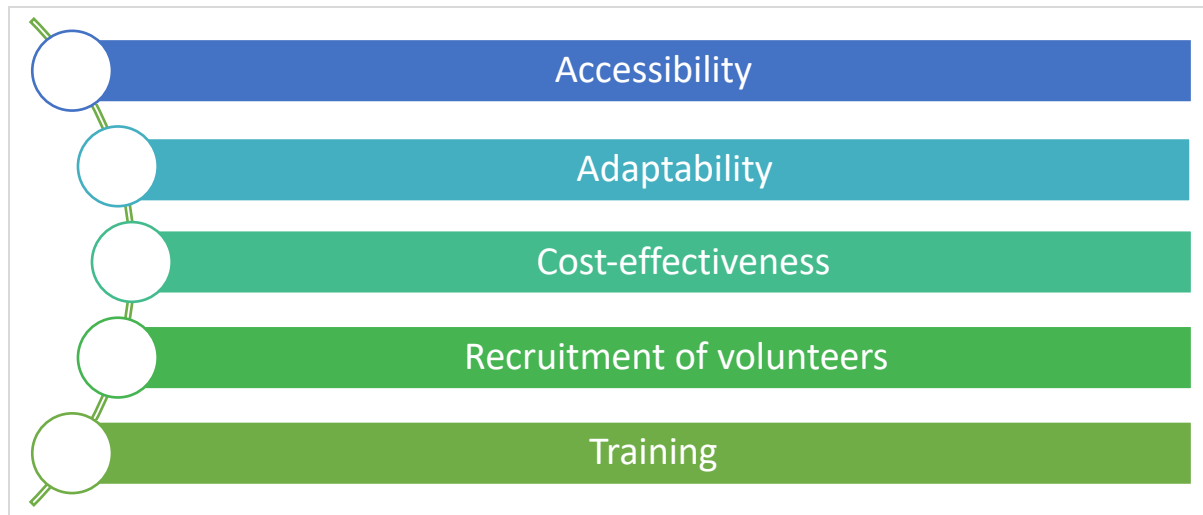 Accessibility
Adaptability
Cost-effectiveness
Recruitment of volunteers
Training